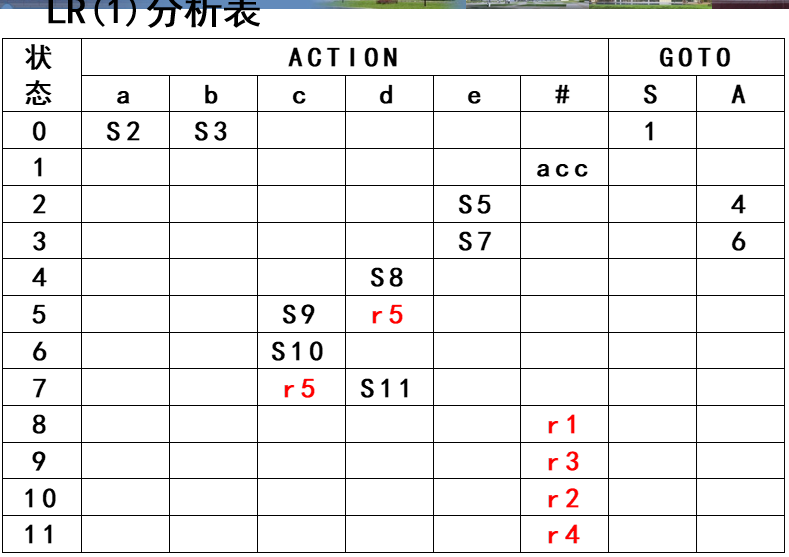 LR(1)分析表
状态 ACTION GOTO
a b c d e # S A
0 S2 S3 1
1 acc
2 S5 4
3 S7 6
4 S8
5 S9 r5
6 S10
7 r5 S11
8 r1
9 r3
10 r2
11 r4